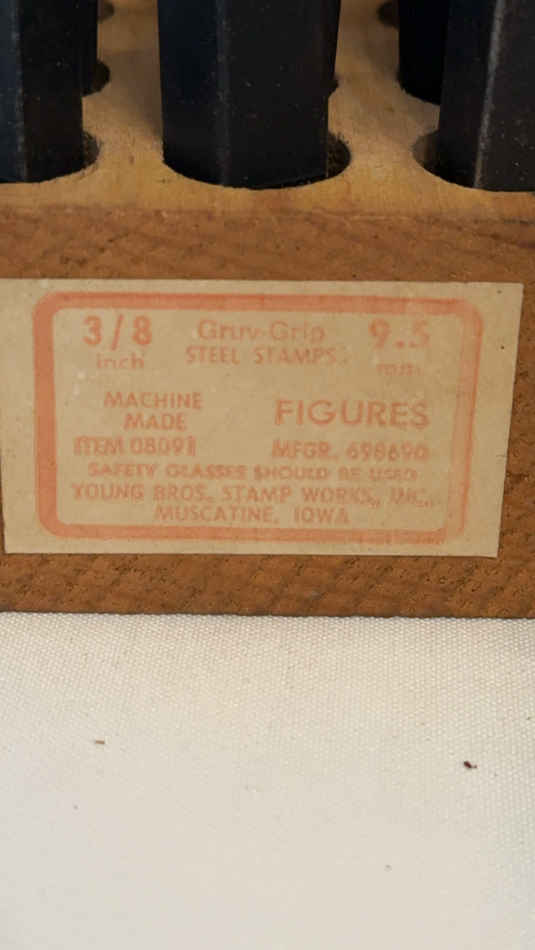 3/8 Gruv-Grip 9.5
inch STEEL STAMPS mm
MACHINE
MADE FIGURES
ITEM 08091 MFGR. 698690
SAFETY GLASSES SHOULD BE USED
YOUNG BROS. STAMP WORKS, INC.
MUSCATINE, IOWA